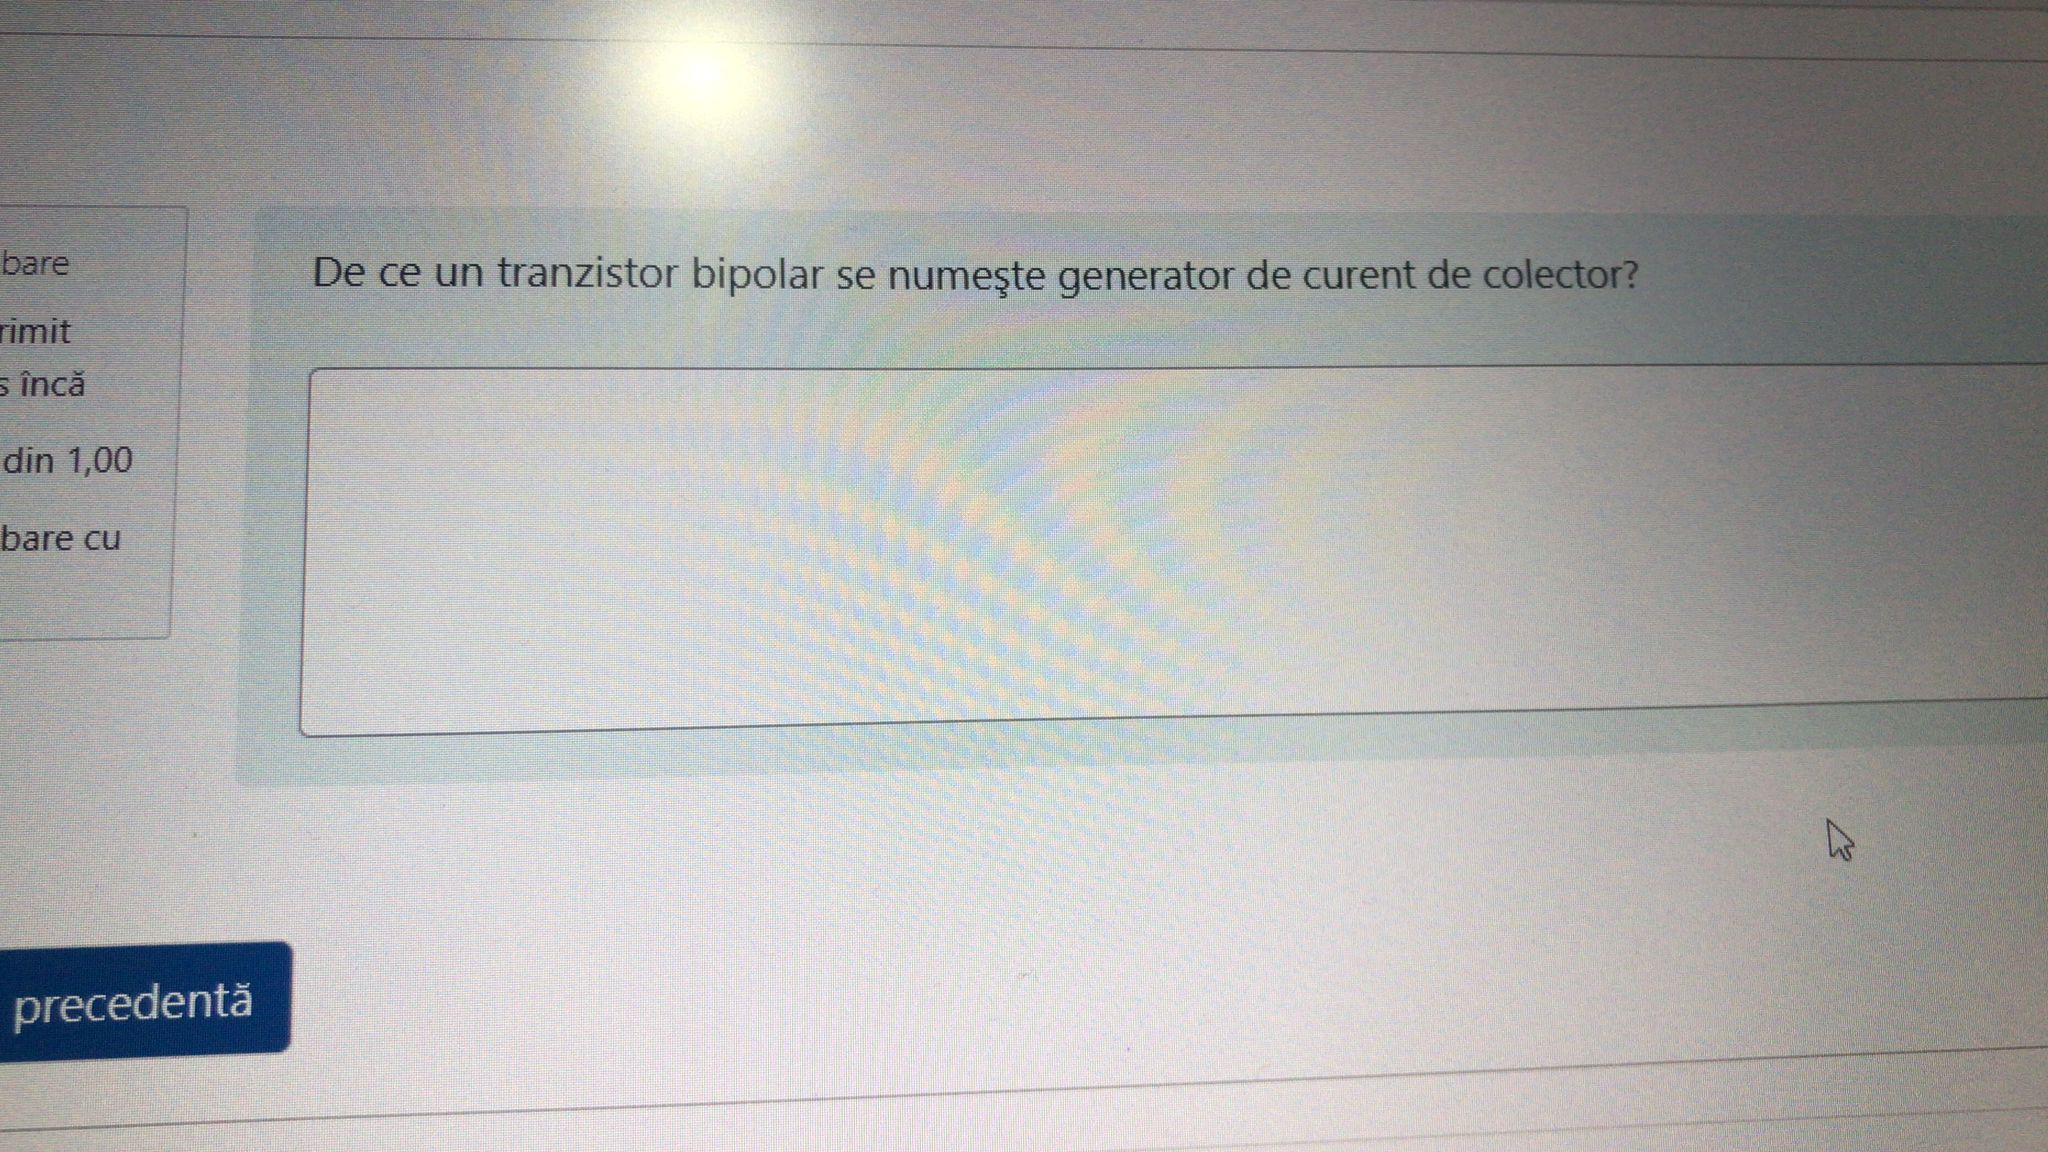 bare
rimit
s încă
din 1,00
bare cu
De ce un tranzistor bipolar se numeşte generator de curent de colector?
precedentă